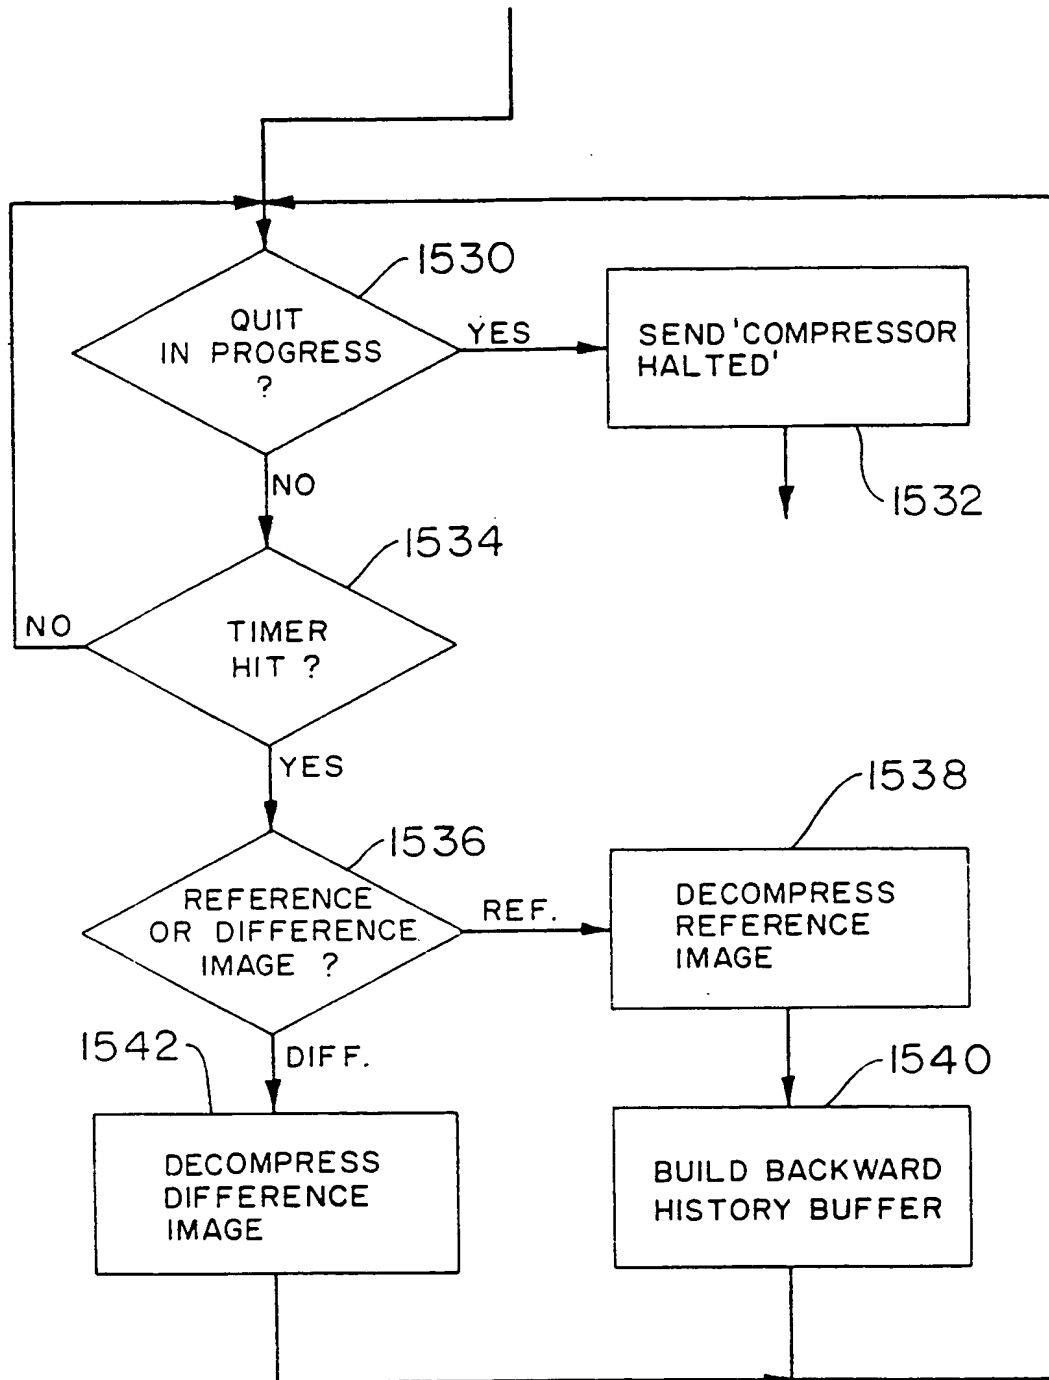 1530
QUIT
IN PROGRESS
?
YES
SEND 'COMPRESSOR
HALTED'
NO
1532
1534
NO
TIMER
HIT ?
YES
1538
1536
REFERENCE
OR DIFFERENCE
IMAGE ?
REF.
DECOMPRESS
REFERENCE
IMAGE
1542
DIFF.
1540
DECOMPRESS
DIFFERENCE
IMAGE
BUILD BACKWARD
HISTORY BUFFER